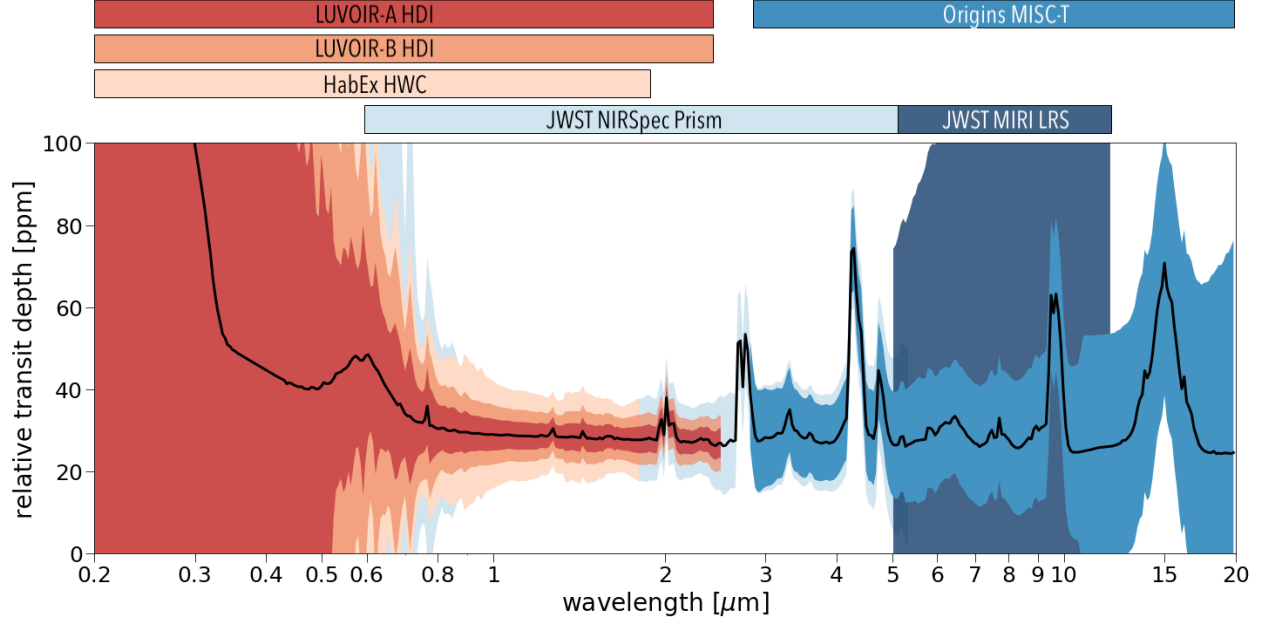 LUVOIR-A HDI
Origins MISC-T
LUVOIR-B HDI
HabEx HWC
JWST NIRSpec Prism
JWST MIRI LRS
relative transit depth [ppm]
100
80
60
40
20
0
0.2 0.3 0.4 0.5 0.6 0.8 1 2 3 4 5 6 7 8 9 10 15 20
wavelength [μm]